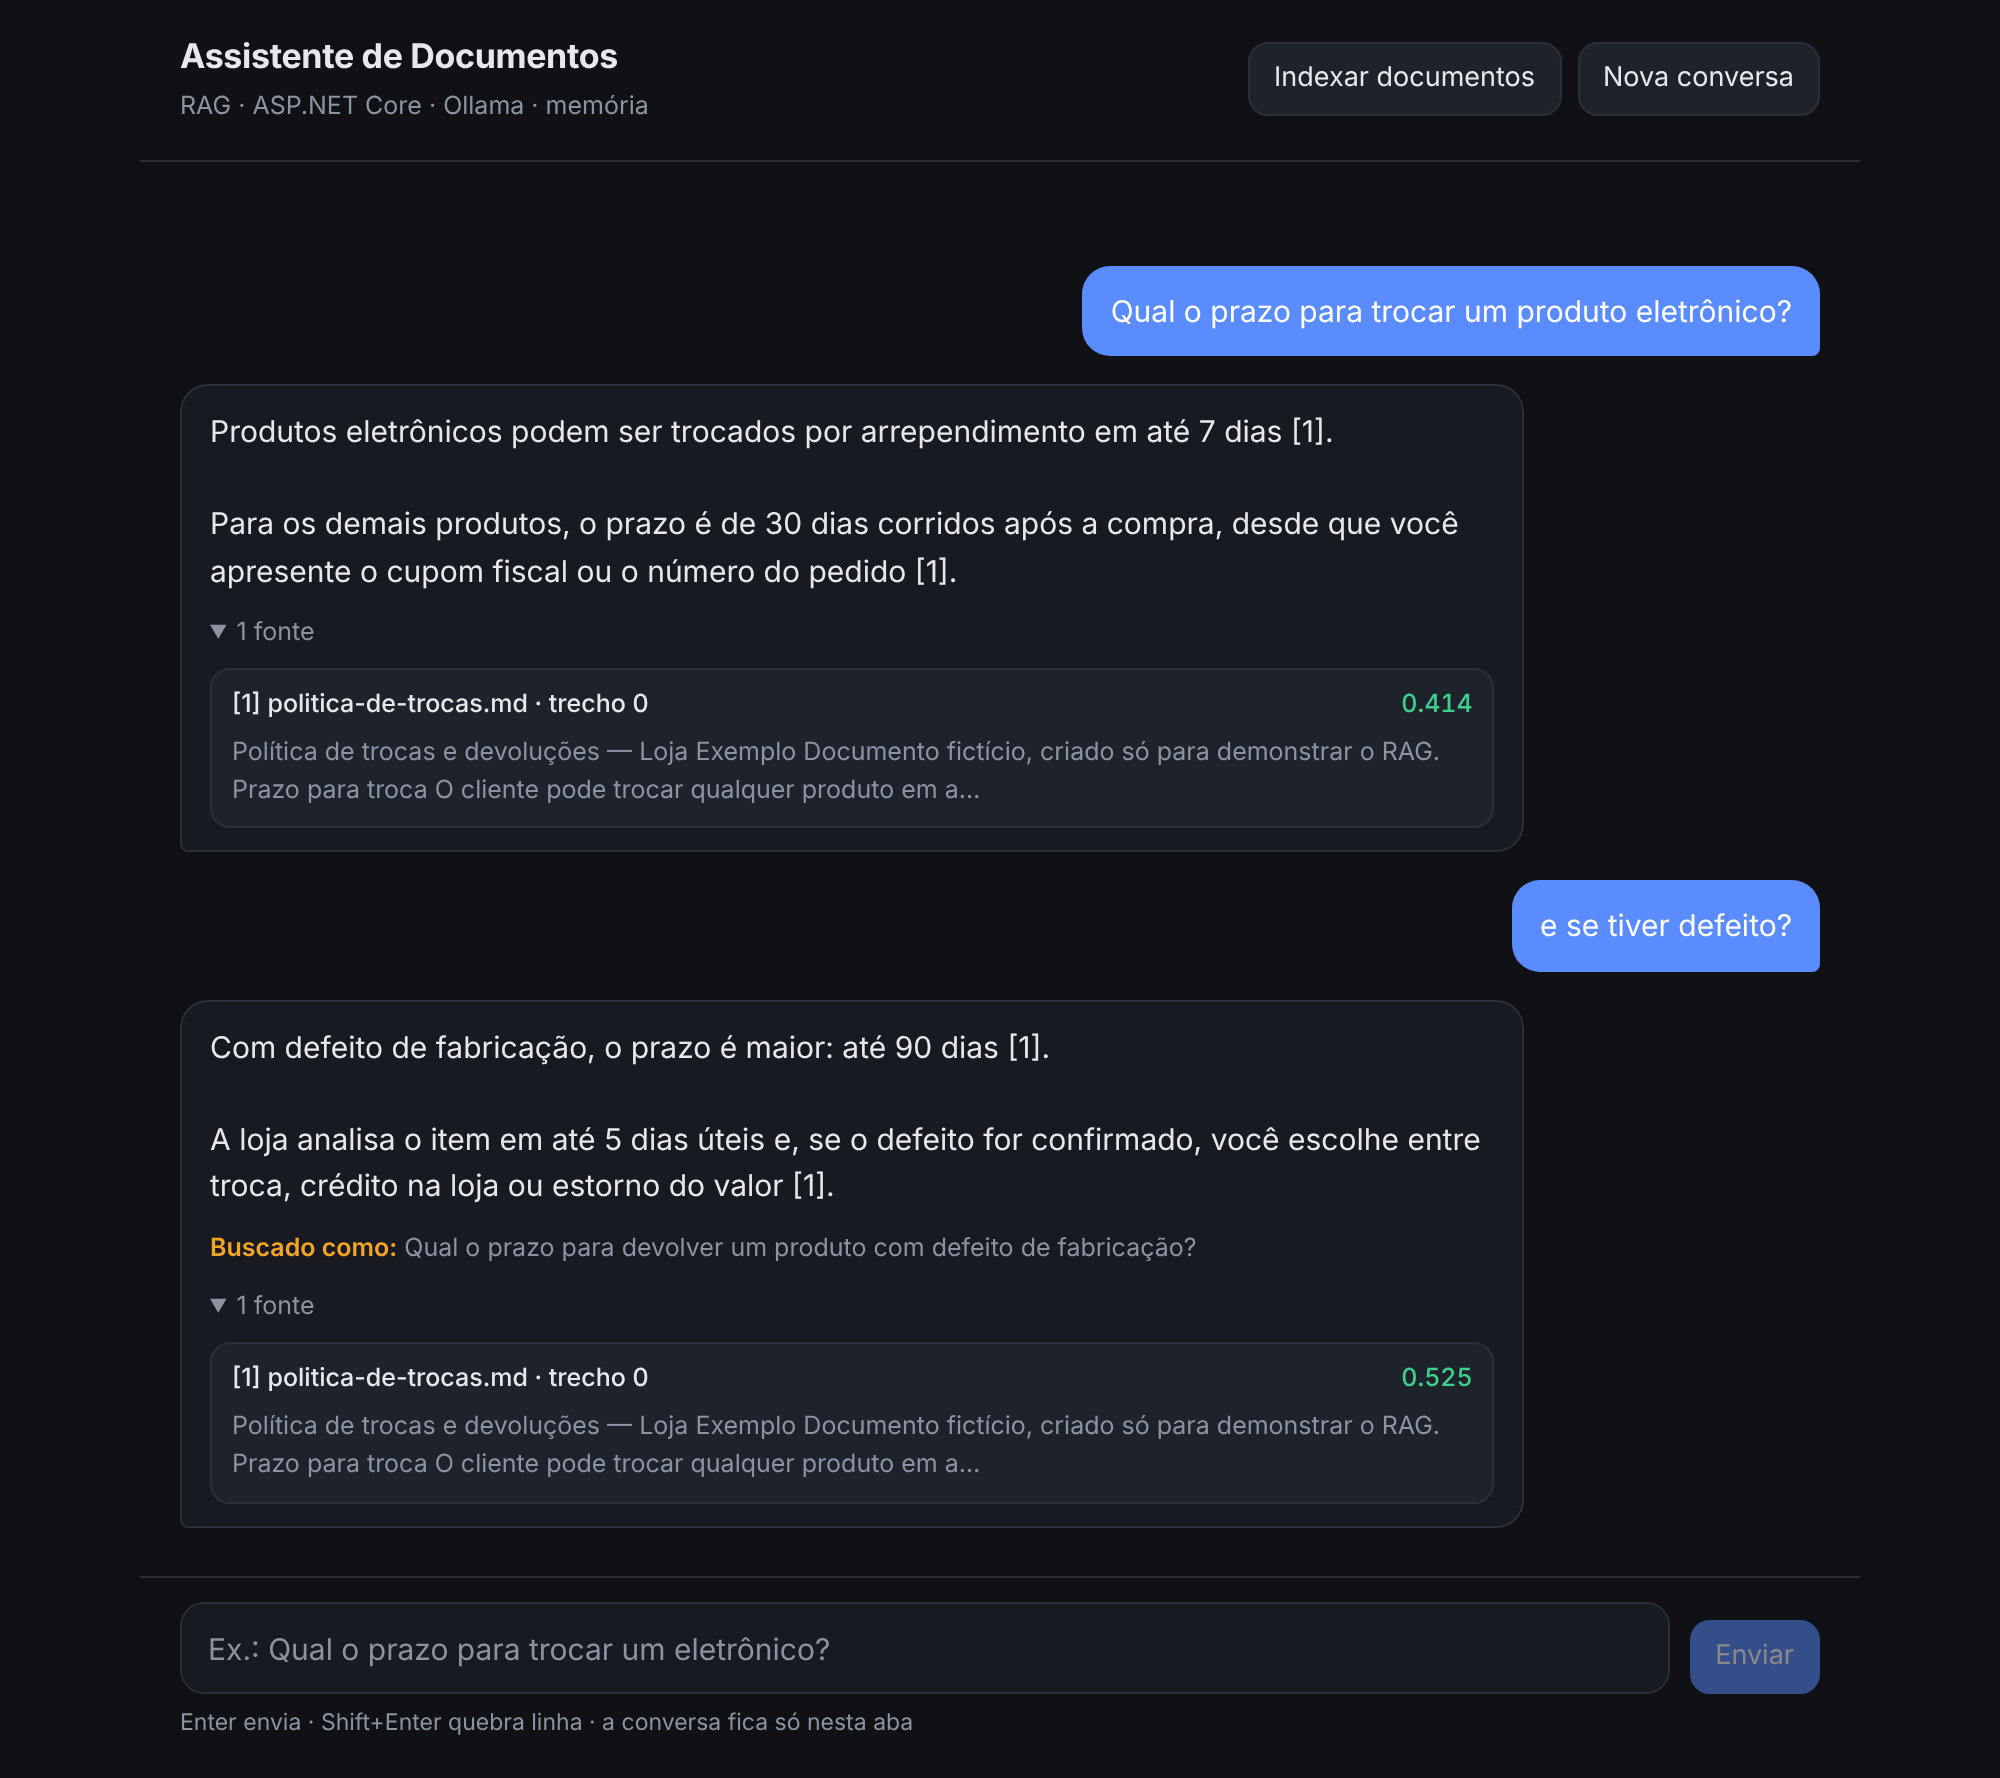 Assistente de Documentos
RAG · ASP.NET Core · Ollama · memória
Indexar documentos
Nova conversa
Qual o prazo para trocar um produto eletrônico?
Produtos eletrônicos podem ser trocados por arrependimento em até 7 dias [1].
Para os demais produtos, o prazo é de 30 dias corridos após a compra, desde que você
apresente o cupom fiscal ou o número do pedido [1].
▼ 1 fonte
[1] politica-de-trocas.md · trecho 0
0.414
Política de trocas e devoluções — Loja Exemplo Documento fictício, criado só para demonstrar o RAG.
Prazo para troca O cliente pode trocar qualquer produto em a…
e se tiver defeito?
Com defeito de fabricação, o prazo é maior: até 90 dias [1].
A loja analisa o item em até 5 dias úteis e, se o defeito for confirmado, você escolhe entre
troca, crédito na loja ou estorno do valor [1].
Buscado como: Qual o prazo para devolver um produto com defeito de fabricação?
▼ 1 fonte
[1] politica-de-trocas.md · trecho 0
0.525
Política de trocas e devoluções — Loja Exemplo Documento fictício, criado só para demonstrar o RAG.
Prazo para troca O cliente pode trocar qualquer produto em a…
Ex.: Qual o prazo para trocar um eletrônico?
Enviar
Enter envia · Shift+Enter quebra linha · a conversa fica só nesta aba